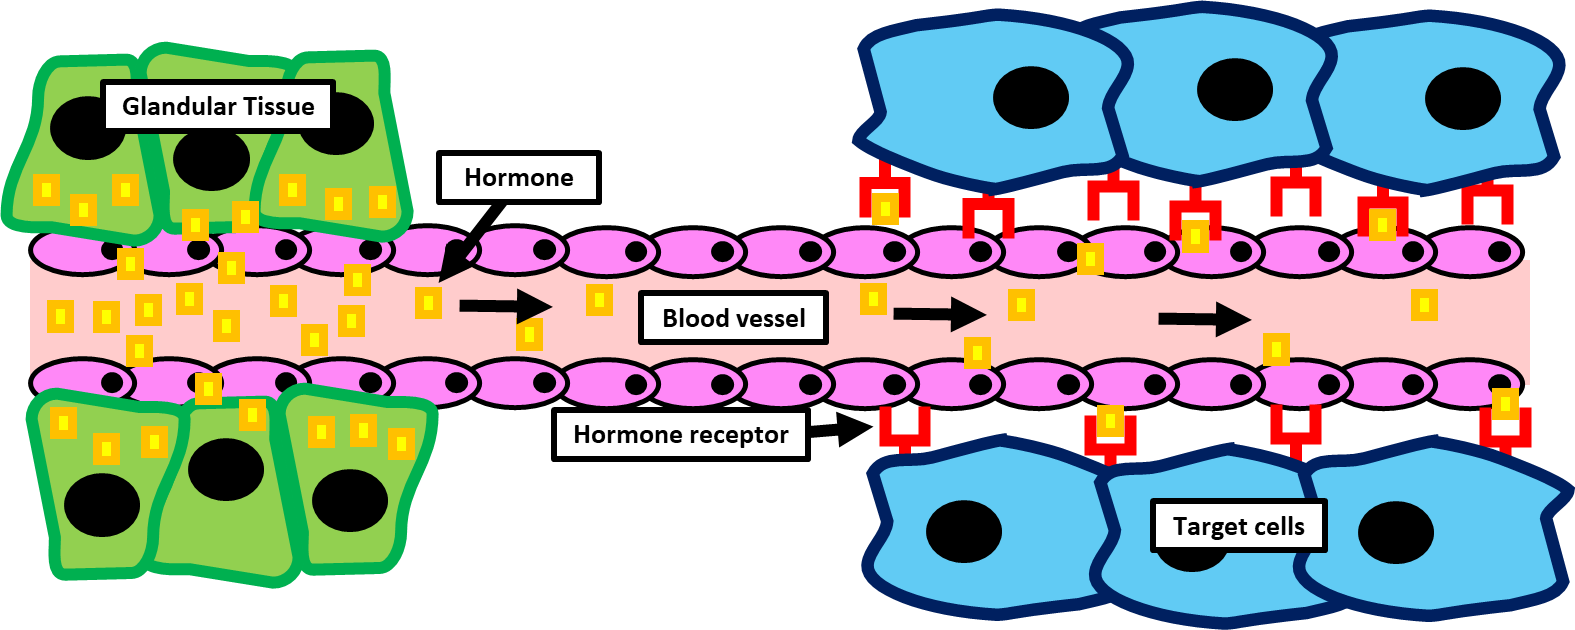 Glandular Tissue
Hormone
Blood vessel
Hormone receptor
Target cells